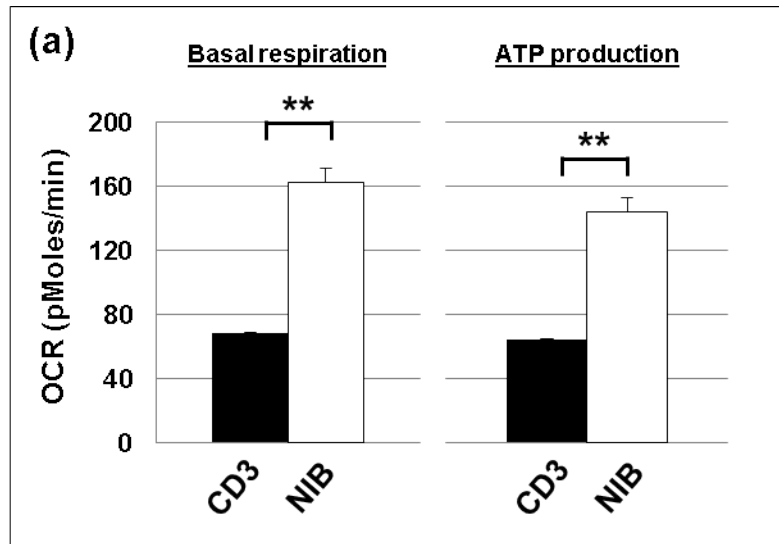 (a)
Basal respiration
ATP production
OCR (pMoles/min)
200
160
120
80
40
0
**
**
CD3
NIB
CD3
NIB